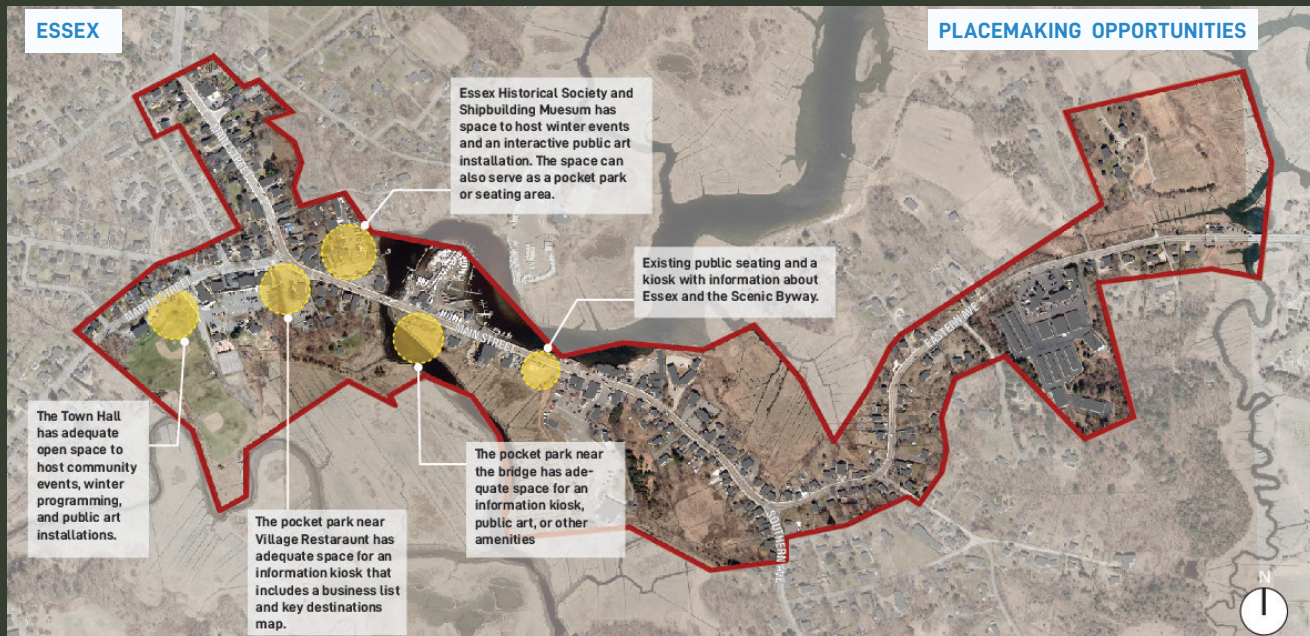 ESSEX
PLACEMAKING OPPORTUNITIES
Essex Historical Society and
Shipbuilding Muesum has
space to host winter events
and an interactive public art
installation. The space can
also serve as a pocket park
or seating area.
Existing public seating and a
kiosk with information about
Essex and the Scenic Byway.
MARTIN STREET
MAIN STREET
EASTERN AVE
SOUTHERN AVE
The Town Hall
has adequate
open space to
host community
events, winter
programming,
and public art
installations.
The pocket park near
Village Restaraunt has
adequate space for an
information kiosk that
includes a business list
and key destinations
map.
The pocket park near
the bridge has ade-
quate space for an
information kiosk,
public art, or other
amenities
N